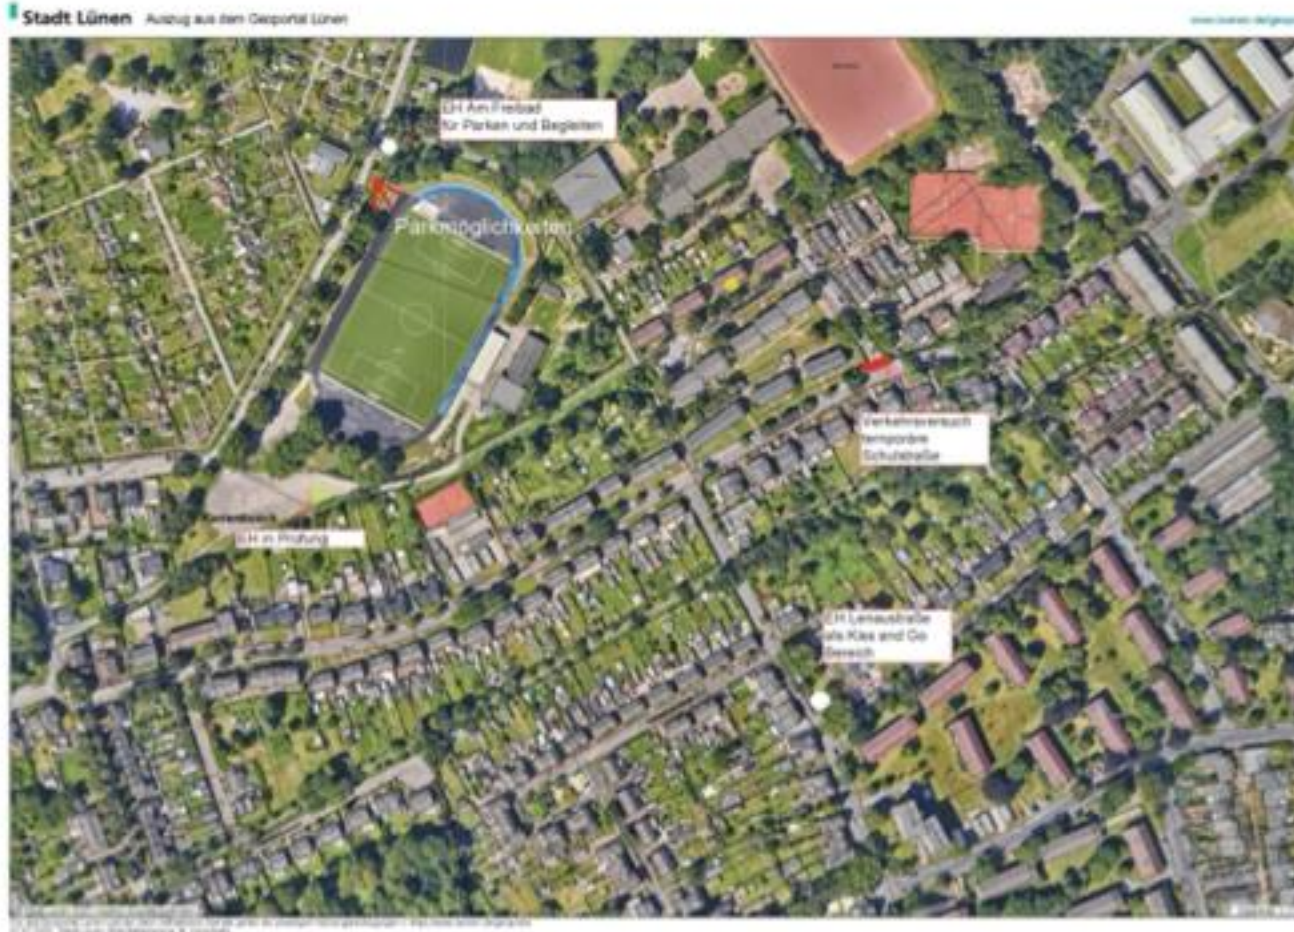 Stadt Lünen Auszug aus dem Geoportal Lünen
EH Am Freibad
für Parken und Begleiten
Parkmöglichkeiten
Verkehrsversuch
temporäre
Schulstraße
EH in Prüfung
EH Lenaustraße
als Kiss and Go
Bereich